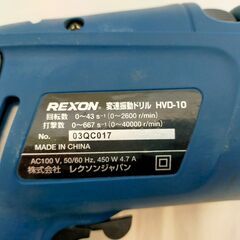 REXON 変速振動ドリル HVD-10
回転数 0~43 s⁻¹(0~2600 r/min)
打撃数 0~667 s⁻¹(0~40000 r/min)
No. 03QC017
MADE IN CHINA
AC100 V, 50/60 Hz, 450 W 4.7 A
株式会社 レクソンジャパン